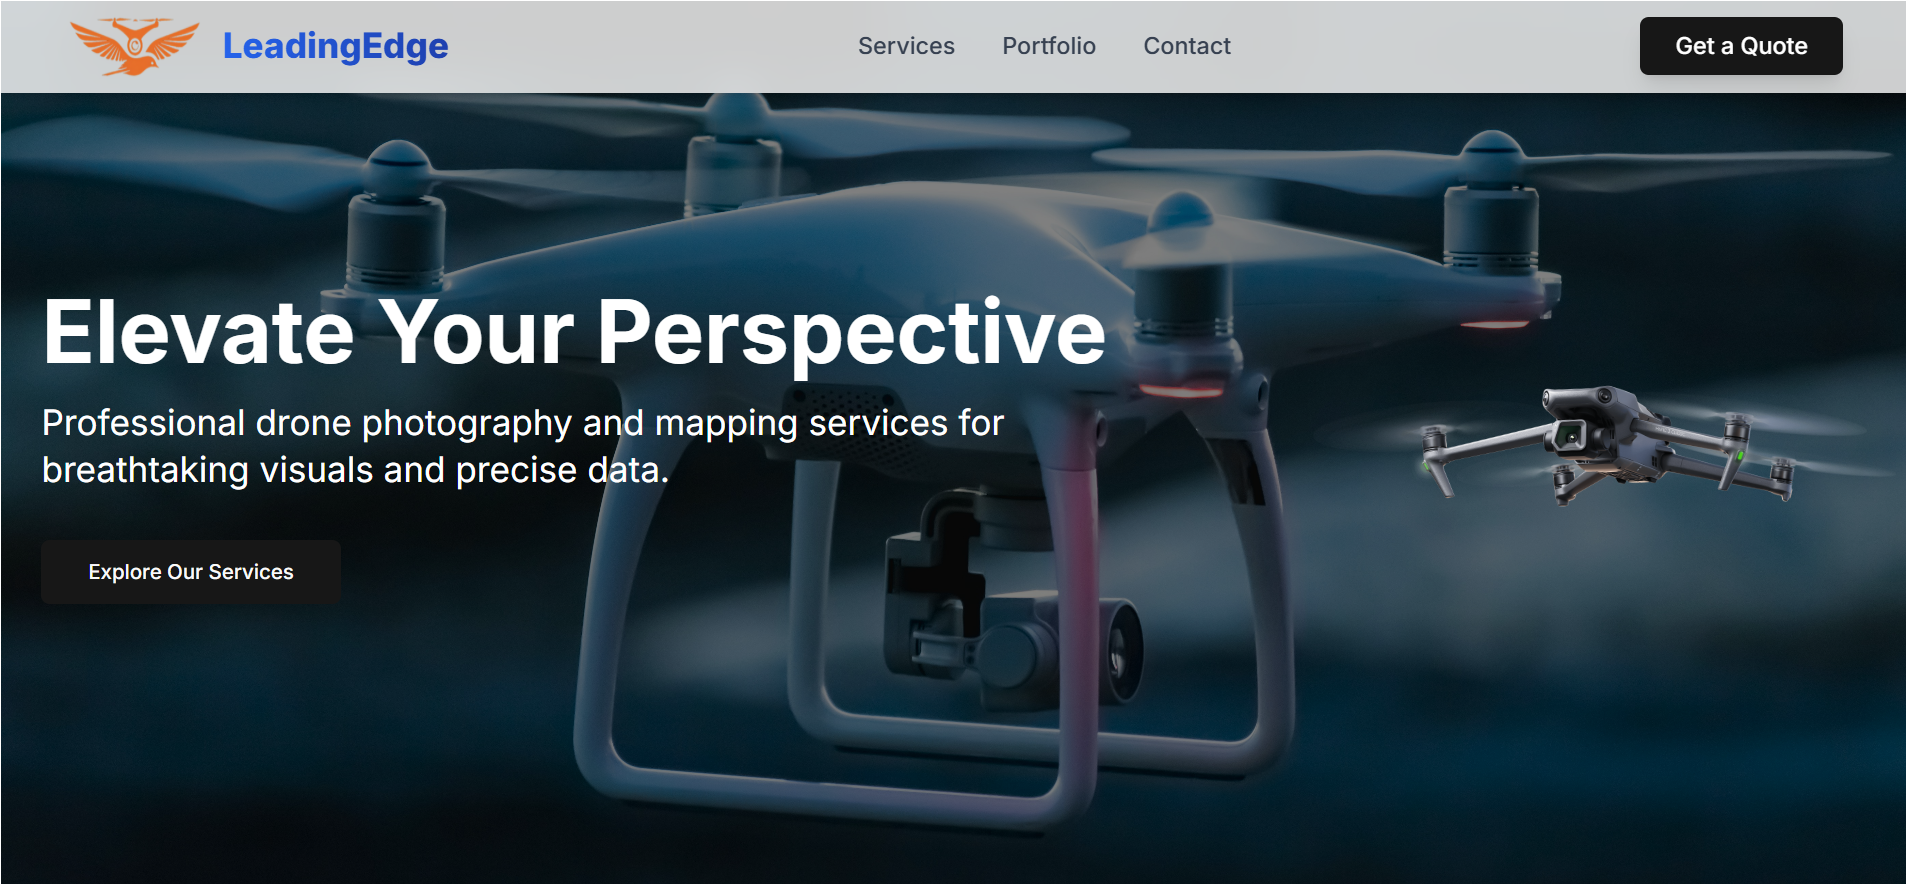 LeadingEdge
Services
Portfolio
Contact
Get a Quote
Elevate Your Perspective
Professional drone photography and mapping services for
breathtaking visuals and precise data.
Explore Our Services